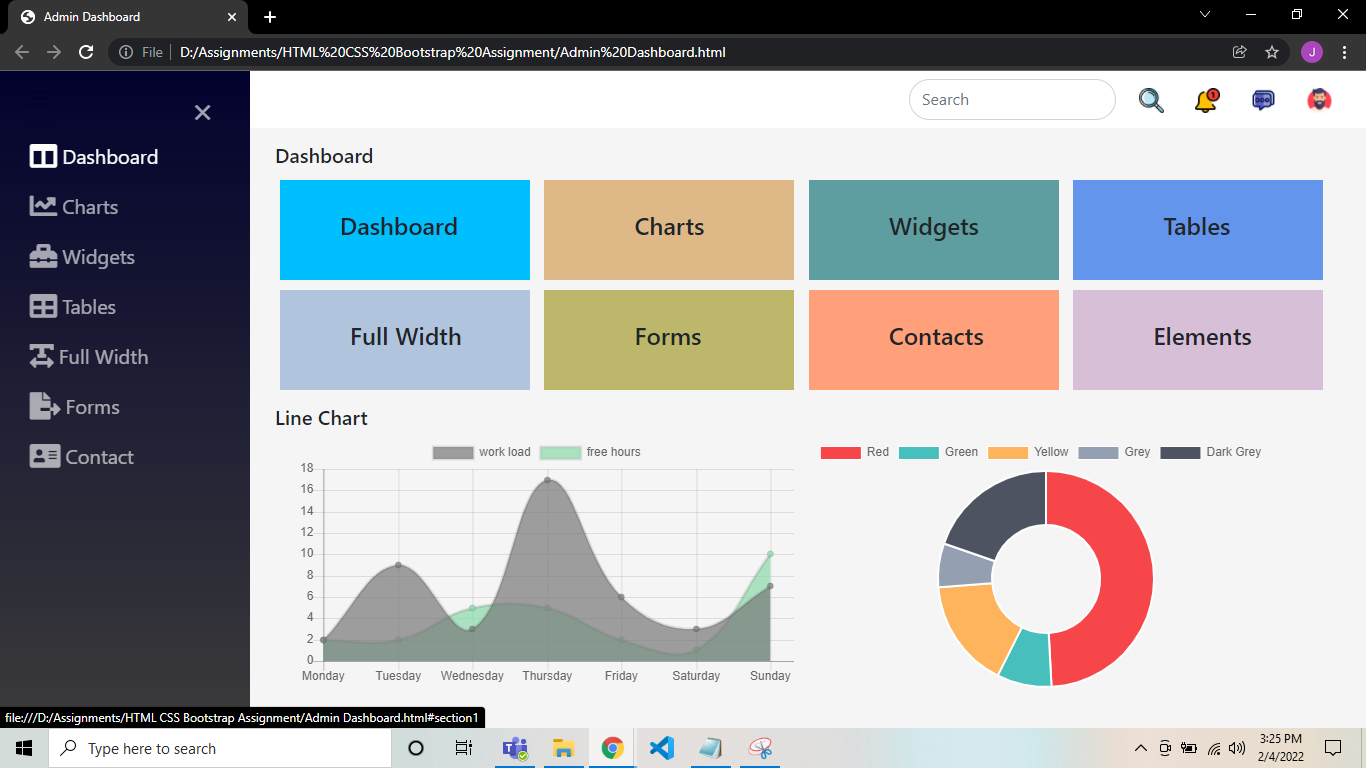 Admin Dashboard
File D:/Assignments/HTML%20CSS%20Bootstrap%20Assignment/Admin%20Dashboard.html
J
Search
1
Dashboard
Charts
Widgets
Tables
Full Width
Forms
Contact
Dashboard
Dashboard Charts Widgets Tables
Full Width Forms Contacts Elements
Line Chart
work load free hours
18
16
14
12
10
8
6
4
2
0
Monday Tuesday Wednesday Thursday Friday Saturday Sunday
Red Green Yellow Grey Dark Grey
file:///D:/Assignments/HTML CSS Bootstrap Assignment/Admin Dashboard.html#section1
Type here to search
3:25 PM
2/4/2022